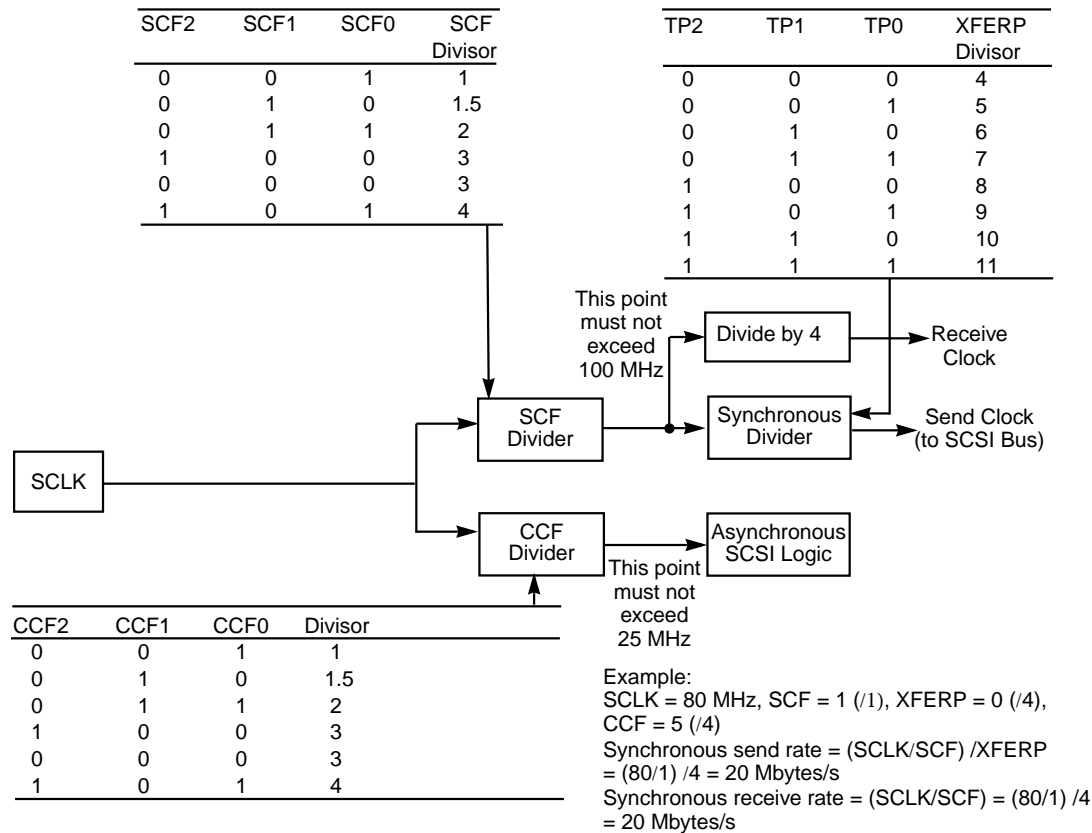 SCF2 SCF1 SCF0 SCF
Divisor
0 0 1 1
0 1 0 1.5
0 1 1 2
1 0 0 3
0 0 0 3
1 0 1 4
TP2 TP1 TP0 XFERP
Divisor
0 0 0 4
0 0 1 5
0 1 0 6
0 1 1 7
1 0 0 8
1 0 1 9
1 1 0 10
1 1 1 11
This point
must not
exceed
100 MHz
Divide by 4
Receive
Clock
SCF
Divider
Synchronous
Divider
Send Clock
(to SCSI Bus)
SCLK
CCF
Divider
Asynchronous
SCSI Logic
This point
must not
exceed
25 MHz
CCF2 CCF1 CCF0 Divisor
0 0 1 1
0 1 0 1.5
0 1 1 2
1 0 0 3
0 0 0 3
1 0 1 4
Example:
SCLK = 80 MHz, SCF = 1 (/1), XFERP = 0 (/4),
CCF = 5 (/4)
Synchronous send rate = (SCLK/SCF) /XFERP
= (80/1) /4 = 20 Mbytes/s
Synchronous receive rate = (SCLK/SCF) = (80/1) /4
= 20 Mbytes/s